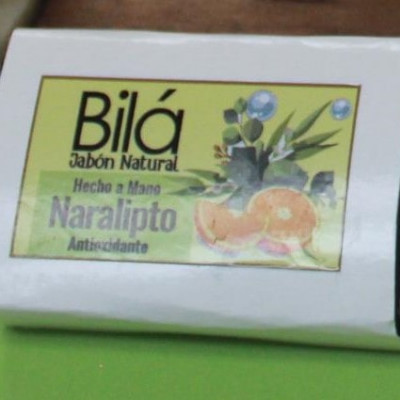 Bilá
Jabón Natural
Hecho a Mano
Naralipto
Antioxidante